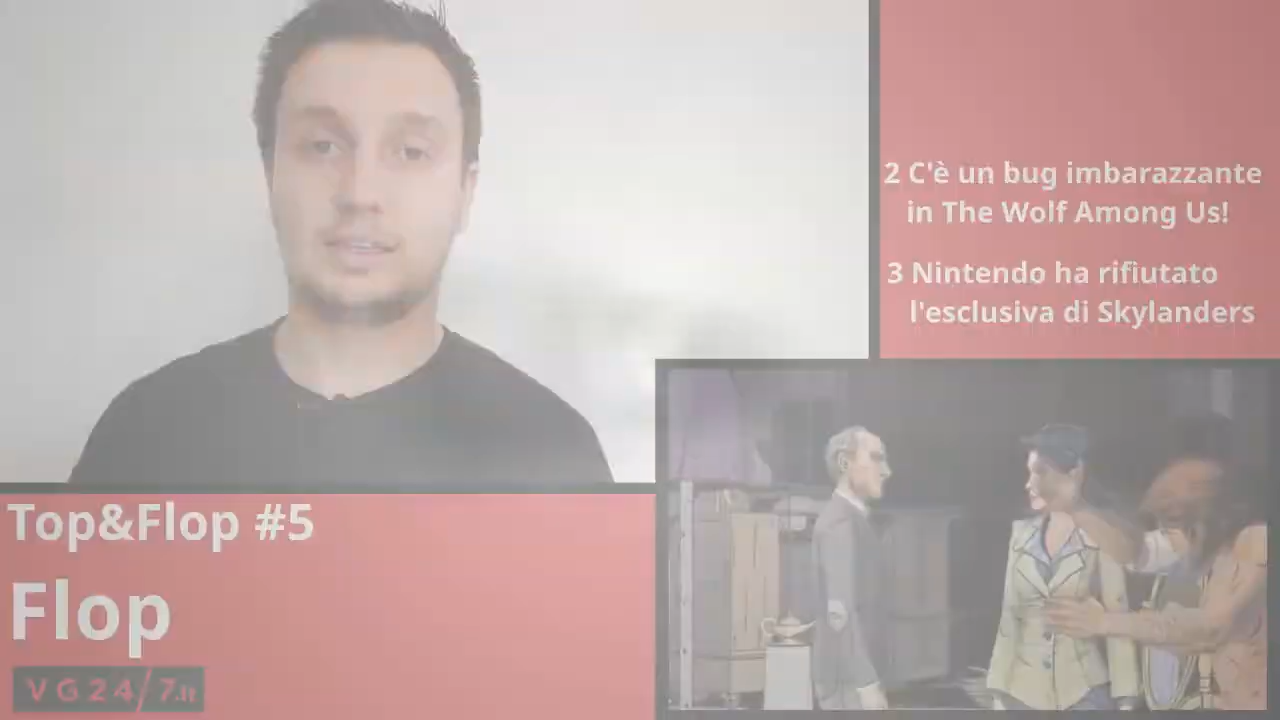 2 C'è un bug imbarazzante
in The Wolf Among Us!
3 Nintendo ha rifiutato
l'esclusiva di Skylanders
Top&Flop #5
Flop
VG24/7.it